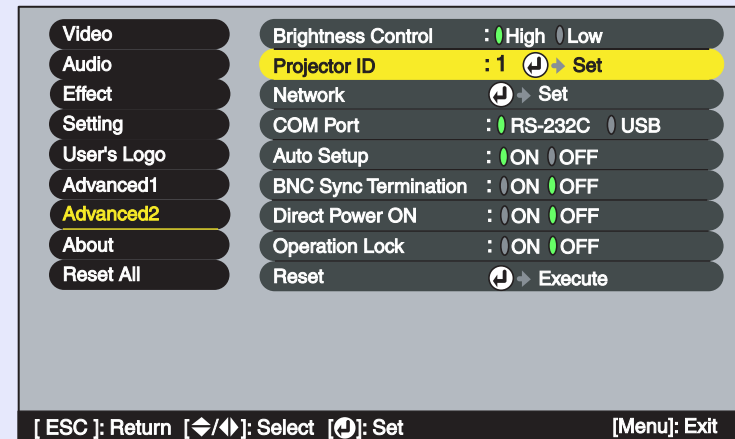 Video
Audio
Effect
Setting
User's Logo
Advanced1
Advanced2
About
Reset All
Brightness Control : High Low
Projector ID : 1 Set
Network Set
COM Port : RS-232C USB
Auto Setup : ON OFF
BNC Sync Termination : ON OFF
Direct Power ON : ON OFF
Operation Lock : ON OFF
Reset Execute
[ ESC ]: Return [ / ]: Select [ ]: Set [Menu]: Exit